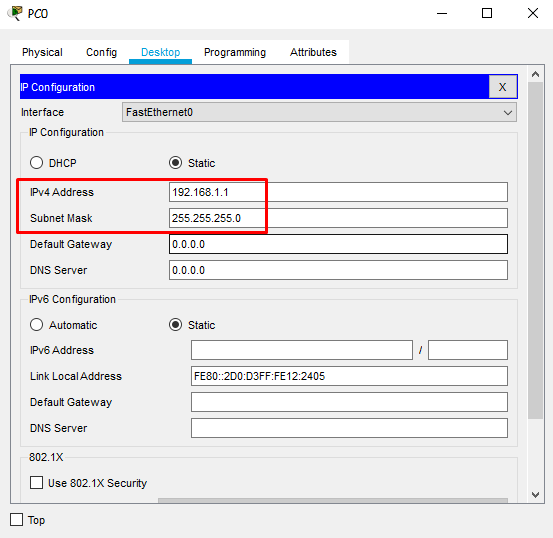 PC0
Physical Config Desktop Programming Attributes
IP Configuration X
Interface FastEthernet0
IP Configuration
DHCP Static
IPv4 Address 192.168.1.1
Subnet Mask 255.255.255.0
Default Gateway 0.0.0.0
DNS Server 0.0.0.0
IPv6 Configuration
Automatic Static
IPv6 Address /
Link Local Address FE80::2D0:D3FF:FE12:2405
Default Gateway
DNS Server
802.1X
Use 802.1X Security
Top